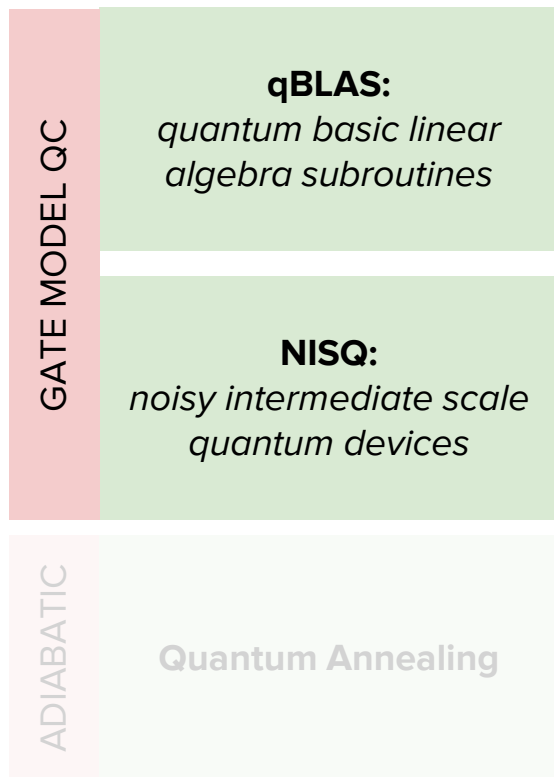 GATE MODEL QC
qBLAS:
quantum basic linear
algebra subroutines
NISQ:
noisy intermediate scale
quantum devices
ADIABATIC
Quantum Annealing